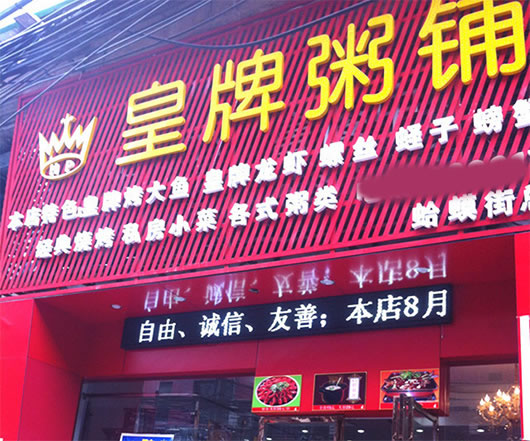 皇牌粥铺
本店特色:皇牌烤大鱼 皇牌龙虾 螺丝 蛏子 螃
经典烧烤 私房小菜 各式粥类
蛤蟆街
自由、诚信、友善；本店8月